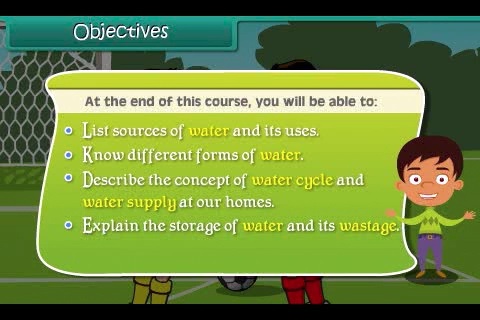 Objectives
At the end of this course, you will be able to:
List sources of water and its uses.
Know different forms of water.
Describe the concept of water cycle and
water supply at our homes.
Explain the storage of water and its wastage.